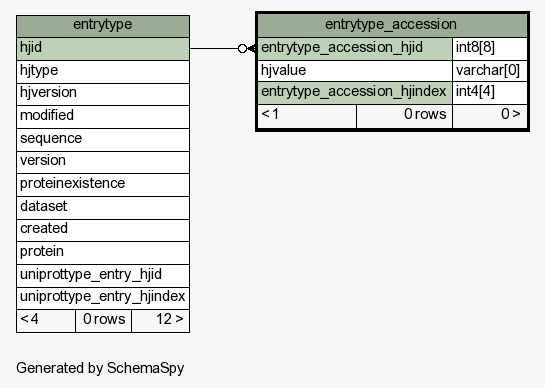 entrytype
hjid
hjtype
hjversion
modified
sequence
version
proteinexistence
dataset
created
protein
uniprottype_entry_hjid
uniprottype_entry_hjindex
< 4 0 rows 12 >
entrytype_accession
entrytype_accession_hjid int8[8]
hjvalue varchar[0]
entrytype_accession_hjindex int4[4]
< 1 0 rows 0 >
Generated by SchemaSpy